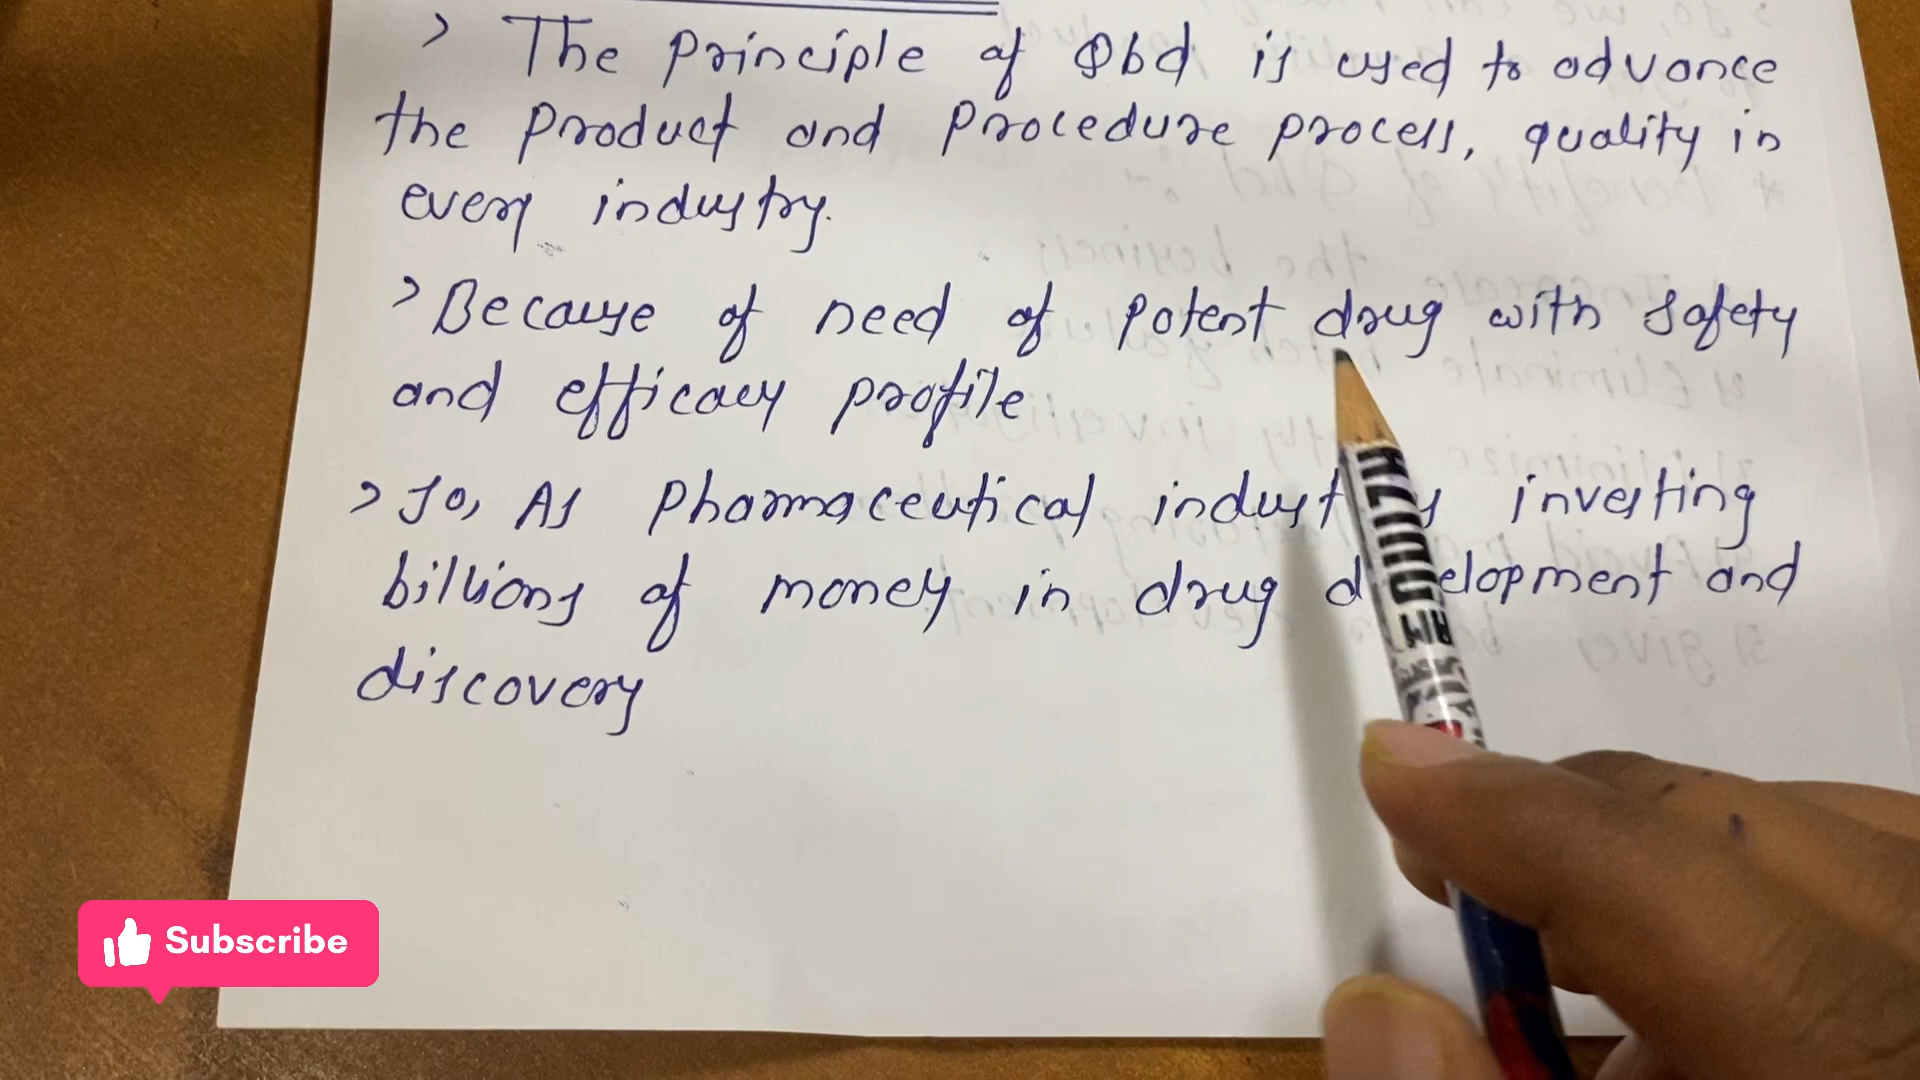 > The principle of Qbd is used to advance
the product and procedure process, quality in
every industry.
> Because of need of potent drug with safety
and efficacy profile
> So, As pharmaceutical industry investing
billions of money in drug development and
discovery
Subscribe